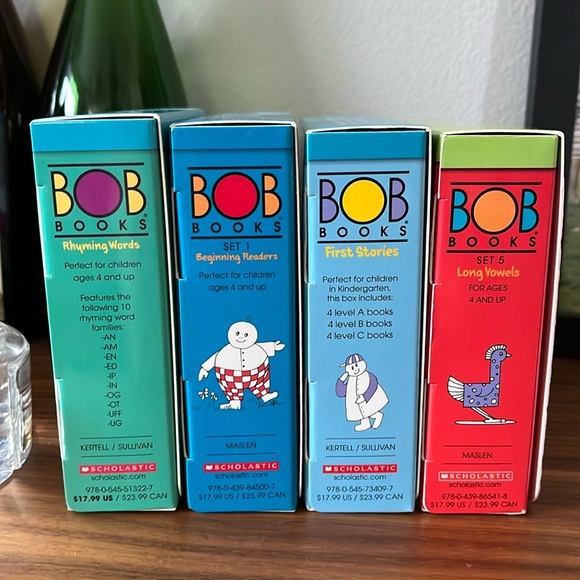 BOB
BOOKS®
Rhyming Words
Perfect for children
ages 4 and up
Features the
following 10
rhyming word
families:
-AN
-AM
-EN
-ED
-IP
-IN
-OG
-OT
-UFF
-UG
KERTELL / SULLIVAN
SCHOLASTIC
scholastic.com
978-0-545-51322-7
$17.99 US / $23.99 CAN
BOB
BOOKS®
SET 1
Beginning Readers
Perfect for children
ages 4 and up
MASLEN
SCHOLASTIC
scholastic.com
978-0-439-84500-7
$17.99 US / $23.99 CAN
BOB
BOOKS®
First Stories
Perfect for children
in Kindergarten,
this box includes:
4 level A books
4 level B books
4 level C books
KERTELL / SULLIVAN
SCHOLASTIC
scholastic.com
978-0-545-73409-7
$17.99 US / $23.99 CAN
BOB
BOOKS®
SET 5
Long Vowels
FOR AGES
4 AND UP
MASLEN
SCHOLASTIC
scholastic.com
978-0-439-86541-8
$17.99 US / $23.99 CAN